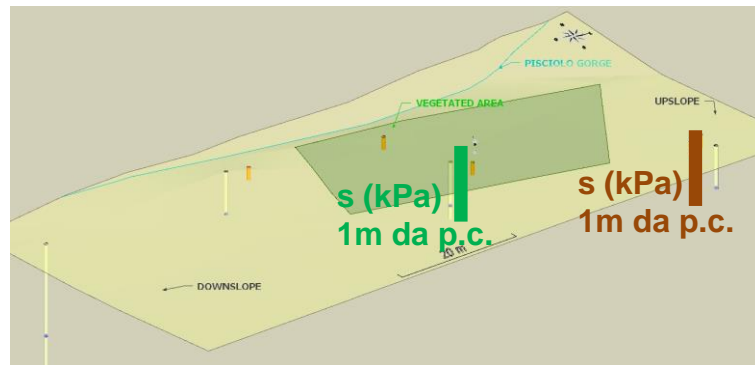 PISCIOLO GORGE
VEGETATED AREA
UPSLOPE
s (kPa)
1m da p.c.
s (kPa)
1m da p.c.
20 m
DOWNSLOPE